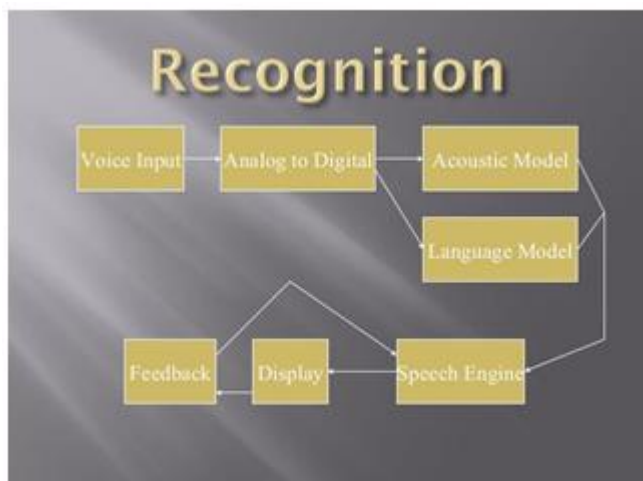 Recognition
Voice Input
Analog to Digital
Acoustic Model
Language Model
Feedback
Display
Speech Engine